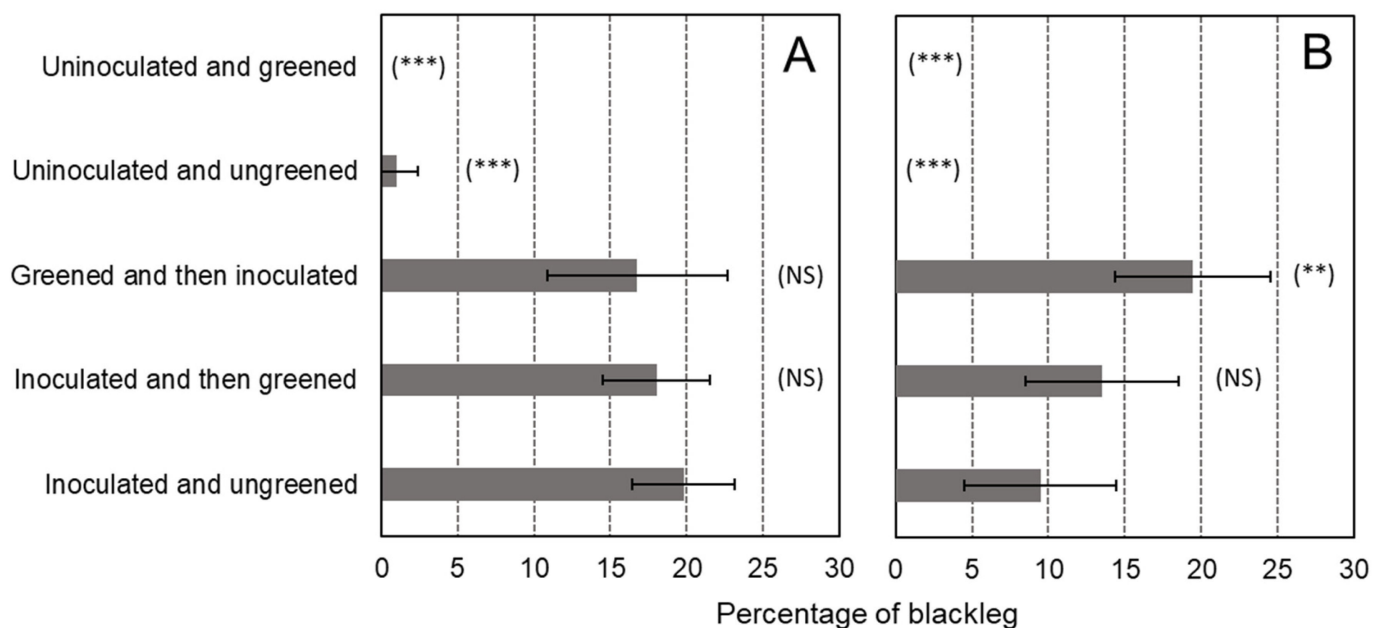 A
B
Uninoculated and greened (***) (***)
Uninoculated and ungreened (***) (***)
Greened and then inoculated (NS) (**)
Inoculated and then greened (NS) (NS)
Inoculated and ungreened
0 5 10 15 20 25 30 0 5 10 15 20 25 30
Percentage of blackleg